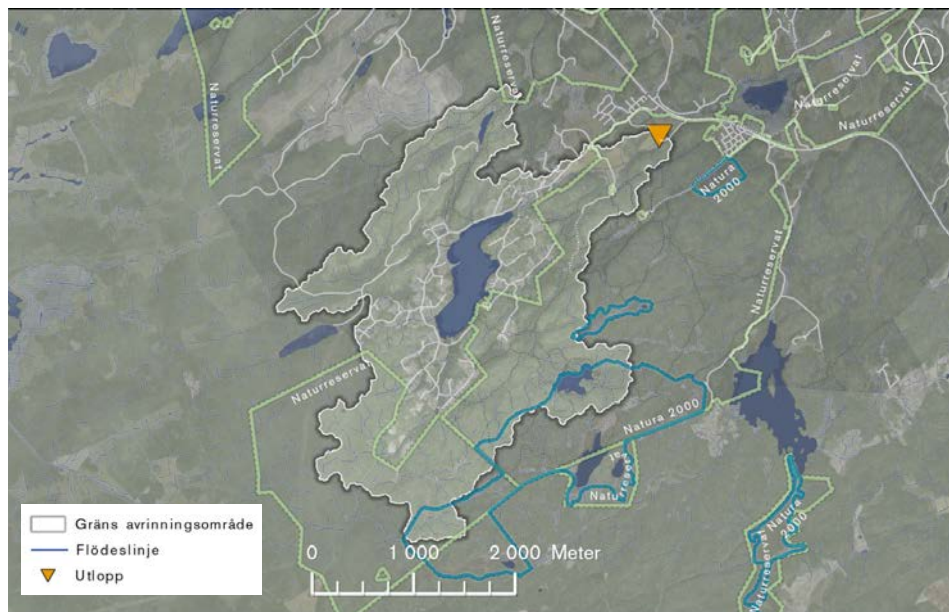 Naturreservat
Naturreservat
Naturreservat
Natura
2000
Naturreservat
Naturreservat
Natura 2000
Natura
2000
Naturreservat
Gräns avrinningsområde
Flödeslinje
Utlopp
0 1 000 2 000 Meter